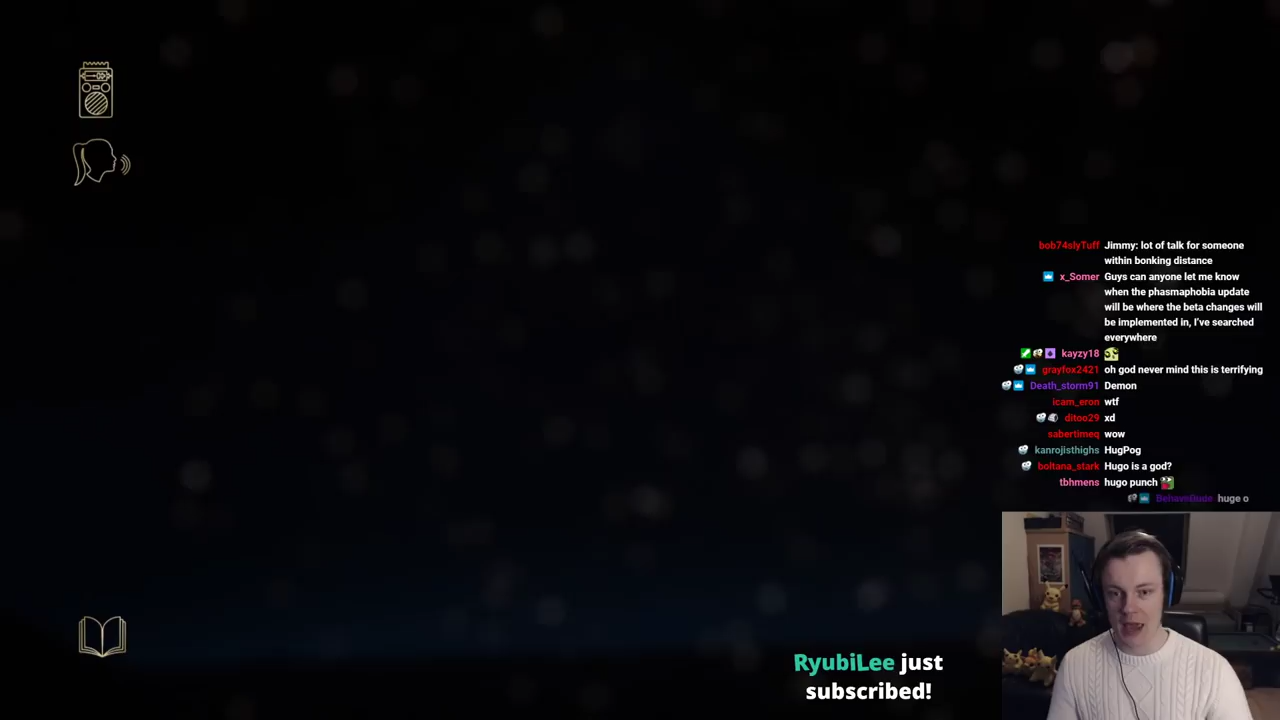 bob74slyTuff Jimmy: lot of talk for someone
within bonking distance
x_Somer Guys can anyone let me know
when the phasmaphobia update
will be where the beta changes will
be implemented in, I've searched
everywhere
kayzy18
grayfox2421 oh god never mind this is terrifying
Death_storm91 Demon
icam_eron wtf
ditoo29 xd
sabertimeq wow
kanrojisthighs HugPog
boltana_stark Hugo is a god?
tbhmens hugo punch
BehaveDude huge o
RyubiLee just
subscribed!